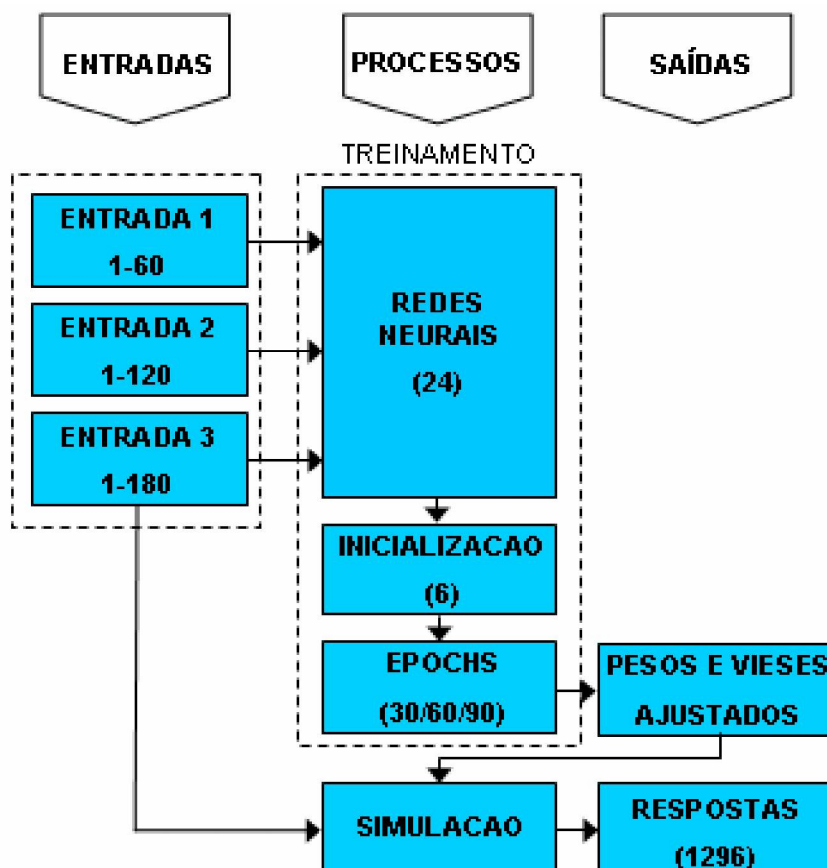 ENTRADAS
PROCESSOS
SAÍDAS
TREINAMENTO
ENTRADA 1
1-60
ENTRADA 2
1-120
ENTRADA 3
1-180
REDES
NEURAIS
(24)
INICIALIZACAO
(6)
EPOCHS
(30/60/90)
PESOS E VIESES
AJUSTADOS
SIMULACAO
RESPOSTAS
(1296)